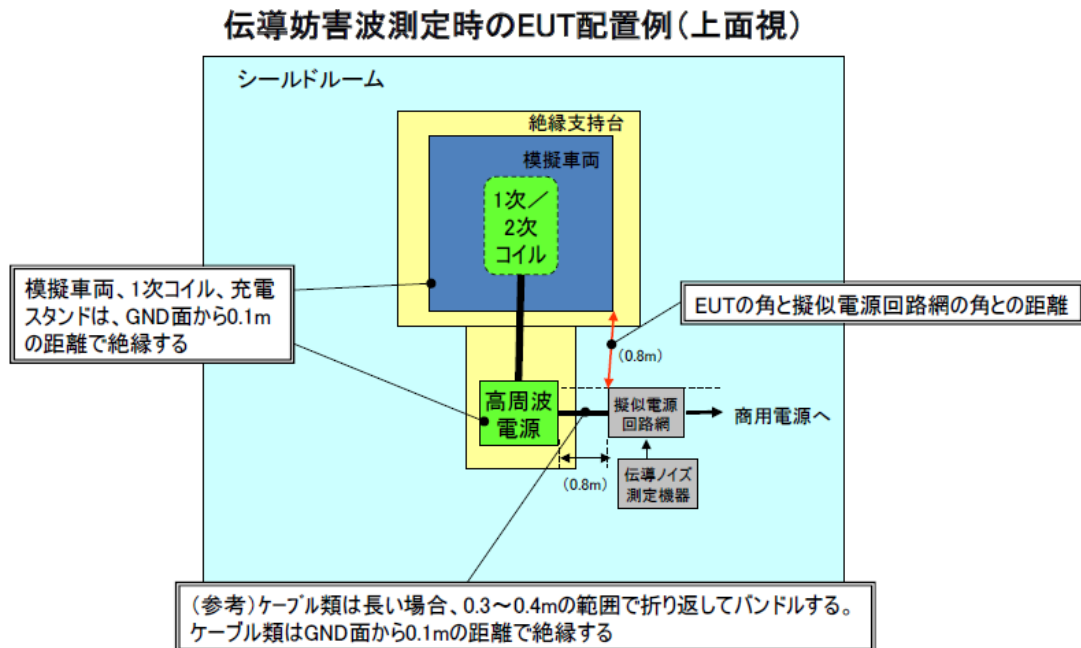 伝導妨害波測定時のEUT配置例(上面視)
シールドルーム
絶縁支持台
模擬車両
1次/
2次
コイル
模擬車両、1次コイル、充電
スタンドは、GND面から0.1m
の距離で絶縁する
EUTの角と擬似電源回路網の角との距離
(0.8m)
高周波
電源
擬似電源
回路網
商用電源へ
(0.8m)
伝導ノイズ
測定機器
(参考)ケーブル類は長い場合、0.3~0.4mの範囲で折り返してバンドルする。
ケーブル類はGND面から0.1mの距離で絶縁する